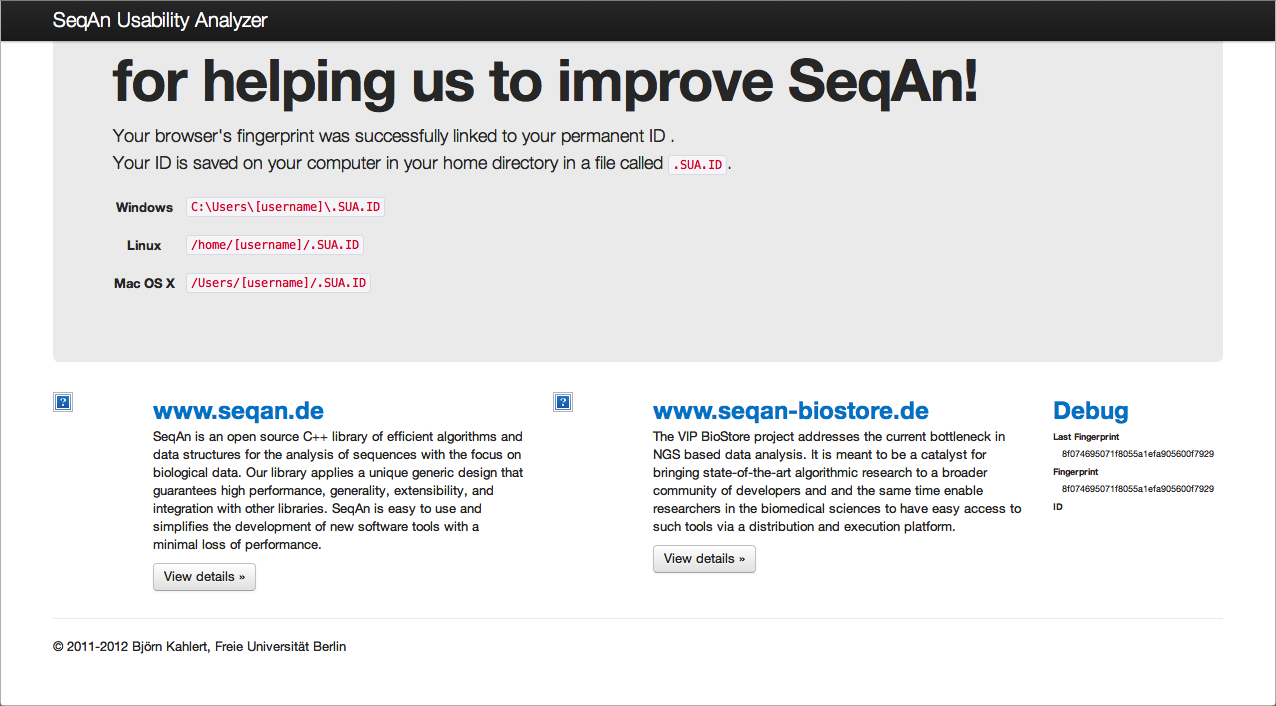 SeqAn Usability Analyzer
for helping us to improve SeqAn!
Your browser's fingerprint was successfully linked to your permanent ID .
Your ID is saved on your computer in your home directory in a file called .SUA.ID.
Windows C:\Users\[username]\.SUA.ID
Linux /home/[username]/.SUA.ID
Mac OS X /Users/[username]/.SUA.ID
www.seqan.de
SeqAn is an open source C++ library of efficient algorithms and
data structures for the analysis of sequences with the focus on
biological data. Our library applies a unique generic design that
guarantees high performance, generality, extensibility, and
integration with other libraries. SeqAn is easy to use and
simplifies the development of new software tools with a
minimal loss of performance.
View details »
www.seqan-biostore.de
The VIP BioStore project addresses the current bottleneck in
NGS based data analysis. It is meant to be a catalyst for
bringing state-of-the-art algorithmic research to a broader
community of developers and and the same time enable
researchers in the biomedical sciences to have easy access to
such tools via a distribution and execution platform.
View details »
Debug
Last Fingerprint
8f074695071f8055a1efa905600f7929
Fingerprint
8f074695071f8055a1efa905600f7929
ID
© 2011-2012 Björn Kahlert, Freie Universität Berlin